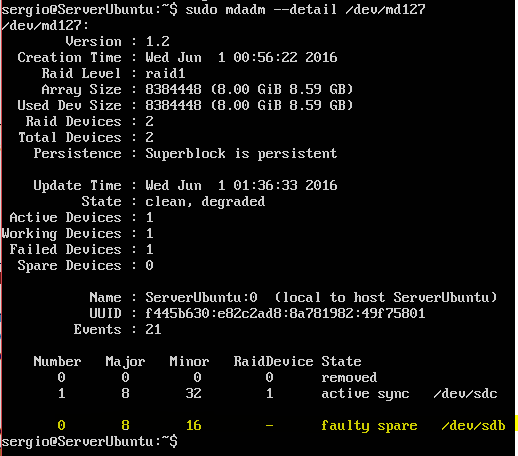 sergio@ServerUbuntu:~$ sudo mdadm --detail /dev/md127
/dev/md127:
Version : 1.2
Creation Time : Wed Jun 1 00:56:22 2016
Raid Level : raid1
Array Size : 8384448 (8.00 GiB 8.59 GB)
Used Dev Size : 8384448 (8.00 GiB 8.59 GB)
Raid Devices : 2
Total Devices : 2
Persistence : Superblock is persistent
Update Time : Wed Jun 1 01:36:33 2016
State : clean, degraded
Active Devices : 1
Working Devices : 1
Failed Devices : 1
Spare Devices : 0
Name : ServerUbuntu:0 (local to host ServerUbuntu)
UUID : f445b630:e82c2ad8:8a781982:49f75801
Events : 21
Number Major Minor RaidDevice State
0 0 0 0 removed
1 8 32 1 active sync /dev/sdc
0 8 16 - faulty spare /dev/sdb
sergio@ServerUbuntu:~$